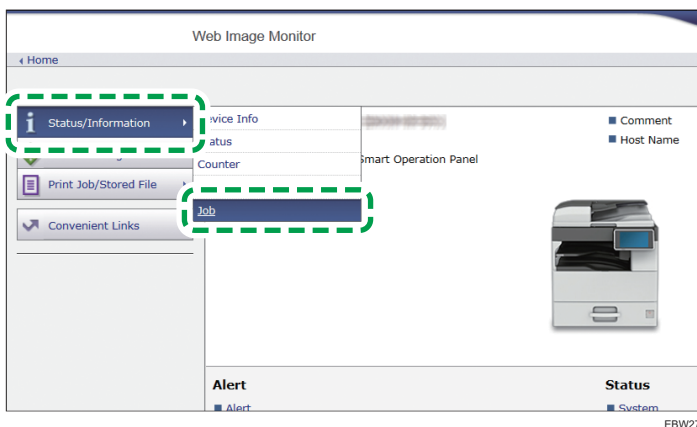 Web Image Monitor
Home
Status/Information
evice Info
Comment
atus
Host Name
Counter
Smart Operation Panel
Print Job/Stored File
Job
Convenient Links
Alert
Status
Alert
System
EBW27